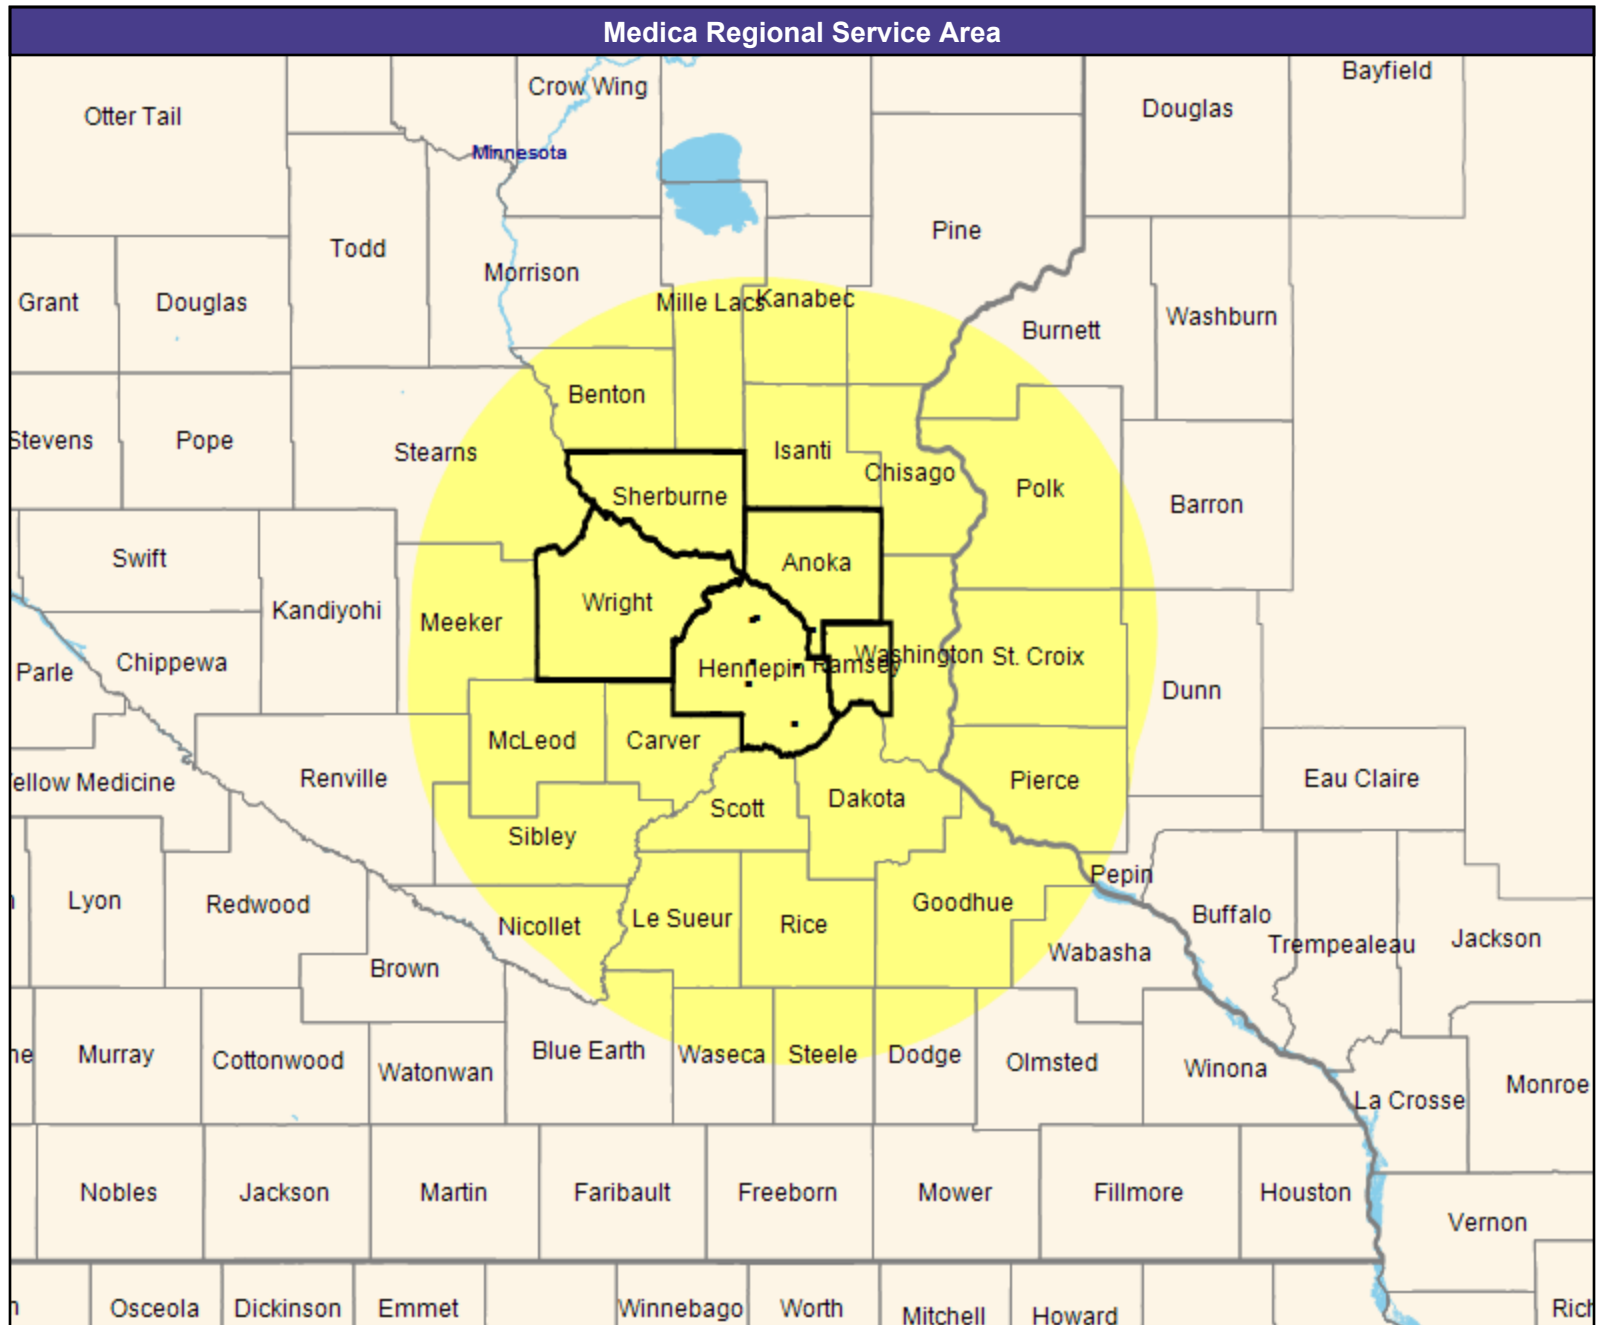 Medica Regional Service Area
Bayfield
Crow Wing
Douglas
Otter Tail
Minnesota
Pine
Todd
Morrison
Grant
Douglas
Mille Lacs
Kanabec
Washburn
Burnett
Benton
Stevens
Pope
Stearns
Isanti
Chisago
Polk
Sherburne
Barron
Swift
Anoka
Wright
Kandiyohi
Meeker
Washington
St. Croix
Chippewa
Parle
Hennepin
Ramsey
Dunn
McLeod
Carver
Renville
Eau Claire
ellow Medicine
Pierce
Scott
Dakota
Sibley
Pepin
Lyon
Redwood
Goodhue
Buffalo
Le Sueur
Rice
Nicollet
Trempealeau
Jackson
Wabasha
Brown
ne
Murray
Cottonwood
Blue Earth
Waseca
Steele
Dodge
Olmsted
Winona
Watonwan
Monroe
La Crosse
Nobles
Jackson
Martin
Faribault
Freeborn
Mower
Fillmore
Houston
Vernon
n
Osceola
Dickinson
Emmet
Winnebago
Worth
Mitchell
Howard
Rich